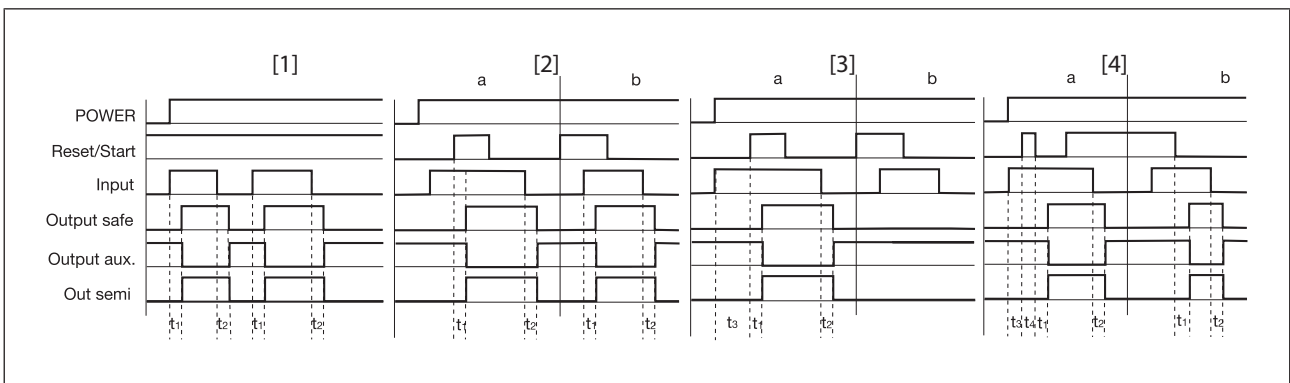 [1] [2] [3] [4]
a b a b a b
POWER
Reset/Start
Input
Output safe
Output aux.
Out semi
t1 t2 t1 t2 t1 t2 t1 t2 t3 t1 t2 t3 t4 t1 t2 t1 t2